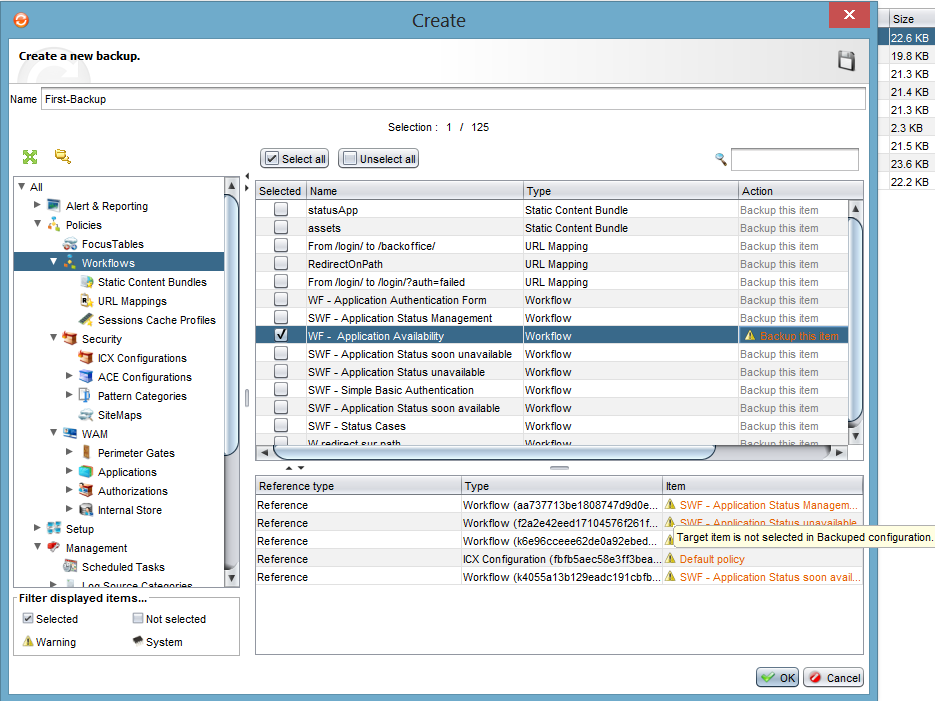 Create
Create a new backup.
Name First-Backup
Selection : 1 / 125
Select all Unselect all
All
Alert & Reporting
Policies
FocusTables
Workflows
Static Content Bundles
URL Mappings
Sessions Cache Profiles
Security
ICX Configurations
ACE Configurations
Pattern Categories
SiteMaps
WAM
Perimeter Gates
Applications
Authorizations
Internal Store
Setup
Management
Scheduled Tasks
Log Source Categories
Filter displayed items...
Selected Not selected
Warning System
Selected Name Type Action
statusApp Static Content Bundle Backup this item
assets Static Content Bundle Backup this item
From /login/ to /backoffice/ URL Mapping Backup this item
RedirectOnPath URL Mapping Backup this item
From /login/ to /login/?auth=failed URL Mapping Backup this item
WF - Application Authentication Form Workflow Backup this item
SWF - Application Status Management Workflow Backup this item
WF - Application Availability Workflow Backup this item
SWF - Application Status soon unavailable Workflow Backup this item
SWF - Application Status unavailable Workflow Backup this item
SWF - Simple Basic Authentication Workflow Backup this item
SWF - Application Status soon available Workflow Backup this item
SWF - Status Cases Workflow Backup this item
W redirect sur path Workflow Backup this item
Reference type Type Item
Reference Workflow (aa737713be1808747d9d0e... SWF - Application Status Managem...
Reference Workflow (f2a2e42eed17104576f261f... SWF - Application Status unavailable
Reference Workflow (k6e96cceee62de0a92ebed...
Target item is not selected in Backuped configuration.
Reference ICX Configuration (fbfb5aec58e3ff3bea... Default policy
Reference Workflow (k4055a13b129eadc191cbfb... SWF - Application Status soon avail...
OK Cancel
Size
22.6 KB
19.8 KB
21.3 KB
21.4 KB
21.3 KB
2.3 KB
21.5 KB
23.6 KB
22.2 KB